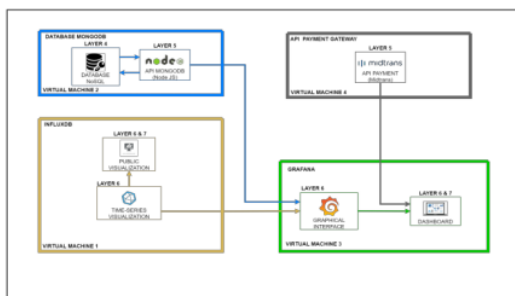 DATABASE MONGODB
LAYER 4
DATABASE
NoSQL
LAYER 5
node
API MONGODB
(Node JS)
VIRTUAL MACHINE 2
API PAYMENT GATEWAY
LAYER 5
midtrans
API PAYMENT
(Midtrans)
VIRTUAL MACHINE 4
INFLUXDB
LAYER 6 & 7
PUBLIC
VISUALIZATION
LAYER 6
TIME-SERIES
VISUALIZATION
VIRTUAL MACHINE 1
GRAFANA
LAYER 6
GRAPHICAL
INTERFACE
LAYER 6 & 7
DASHBOARD
VIRTUAL MACHINE 3